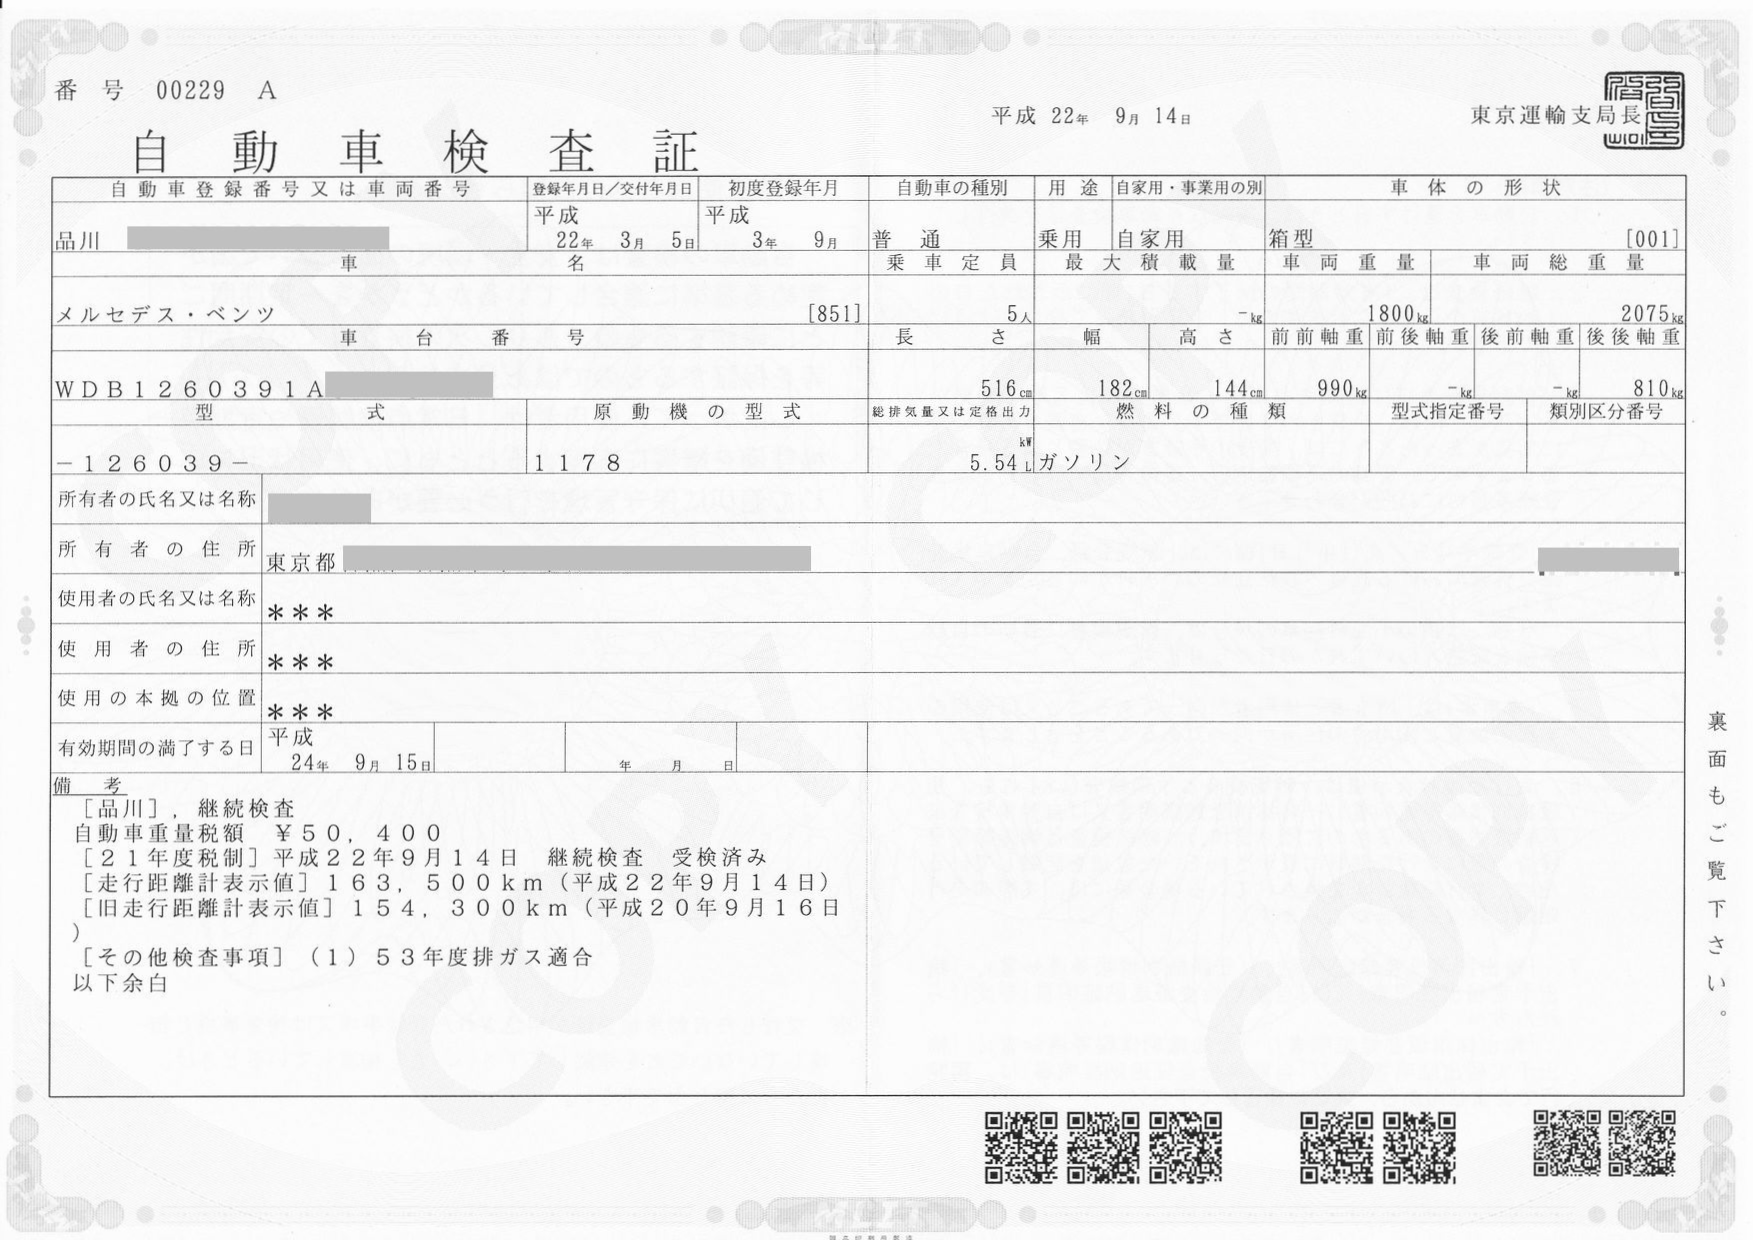 番号 00229 A
平成 22年 9月 14日
東京運輸支局長
自動車検査証
自動車登録番号又は車両番号 登録年月日/交付年月日 初度登録年月 自動車の種別 用途 自家用・事業用の別 車体の形状
平成 平成
品川 22年 3月 5日 3年 9月 普通 乗用 自家用 箱型 [001]
車名 乗車定員 最大積載量 車両重量 車両総重量
メルセデス・ベンツ [851] 5人 -kg 1800kg 2075kg
車台番号 長さ 幅 高さ 前前軸重 前後軸重 後前軸重 後後軸重
WDB1260391A 516cm 182cm 144cm 990kg -kg -kg 810kg
型式 原動機の型式 総排気量又は定格出力 燃料の種類 型式指定番号 類別区分番号
kW
-126039- 1178 5.54L ガソリン
所有者の氏名又は名称
所有者の住所 東京都
使用者の氏名又は名称 ***
使用者の住所 ***
使用の本拠の位置 ***
有効期間の満了する日 平成
24年 9月 15日 年 月 日
備考
[品川],継続検査
自動車重量税額 ¥50,400
[21年度税制]平成22年9月14日 継続検査 受検済み
[走行距離計表示値]163,500km(平成22年9月14日)
[旧走行距離計表示値]154,300km(平成20年9月16日
)
[その他検査事項](1)53年度排ガス適合
以下余白
裏面もご覧下さい。
COPY
COPY
COPY
COPY